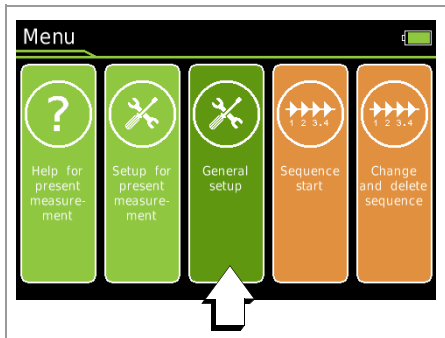 Menu
?
Help for
present
measure-
ment
Setup for
present
measure-
ment
General
setup
1 2 3.4
Sequence
start
1 2 3.4
Change
and delete
sequence